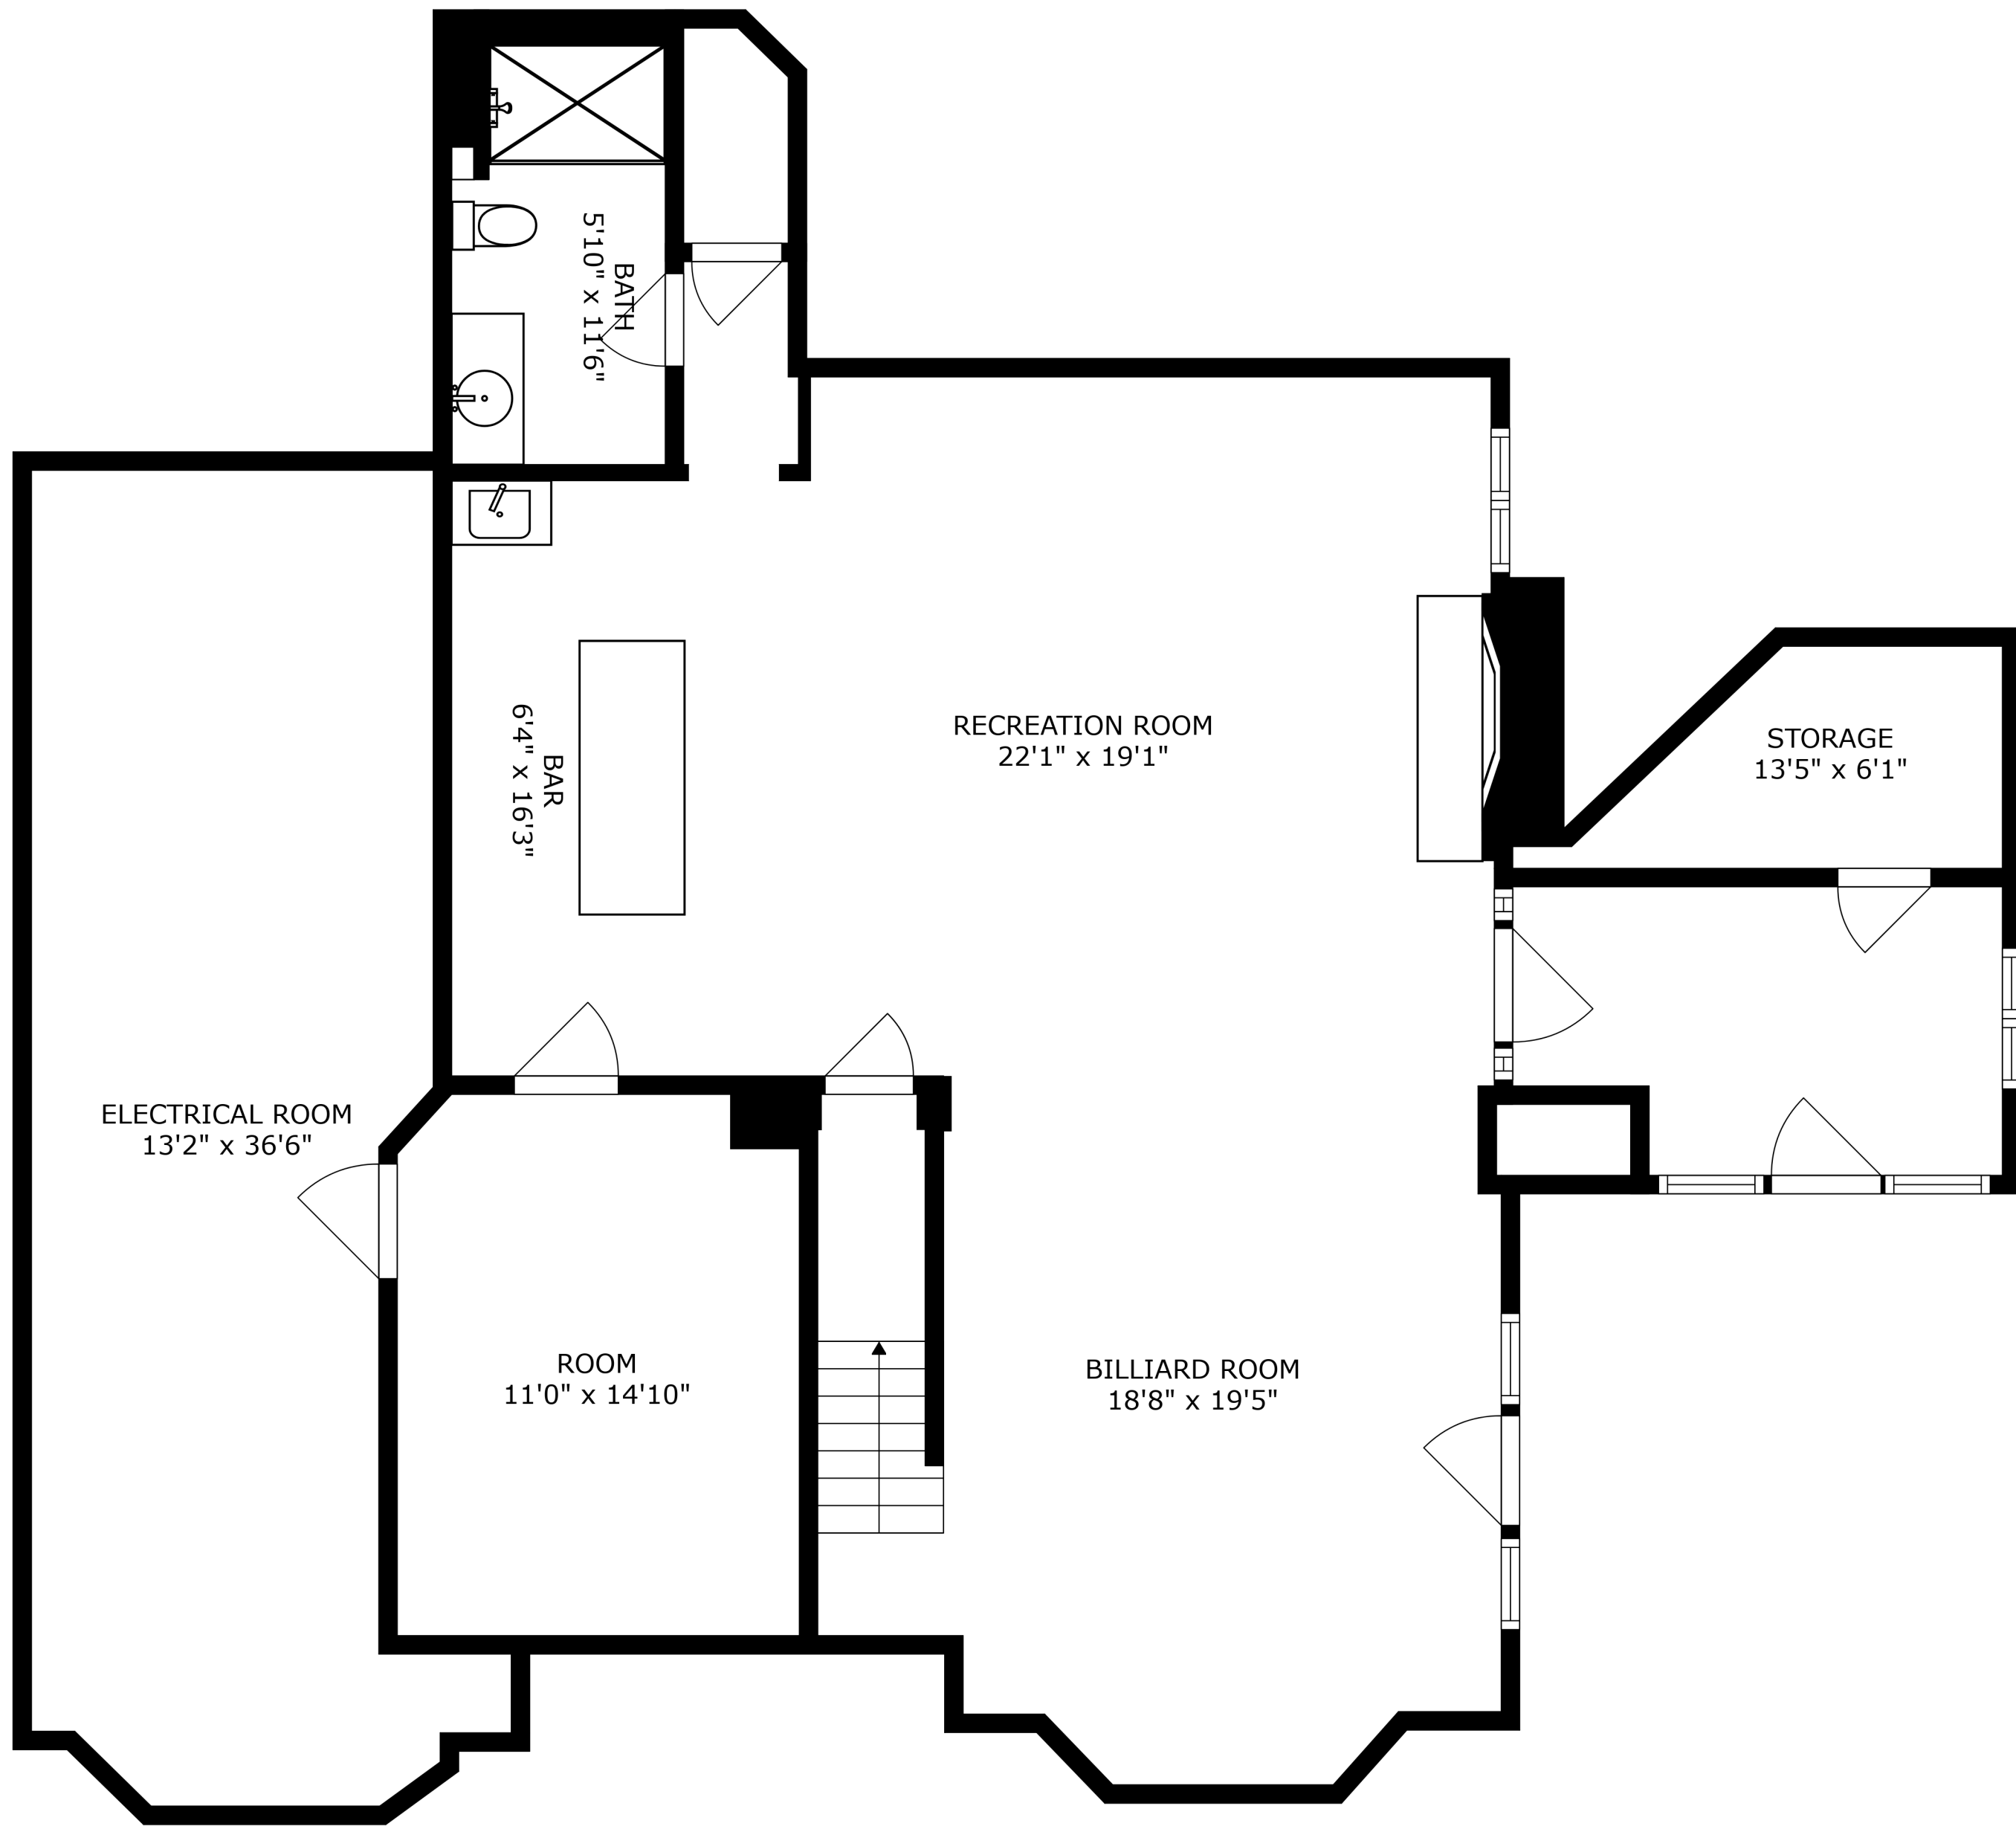 BATH
5'10" x 11'6"
RECREATION ROOM
22'1" x 19'1"
STORAGE
13'5" x 6'1"
BAR
6'4" x 16'3"
ELECTRICAL ROOM
13'2" x 36'6"
ROOM
11'0" x 14'10"
BILLIARD ROOM
18'8" x 19'5"